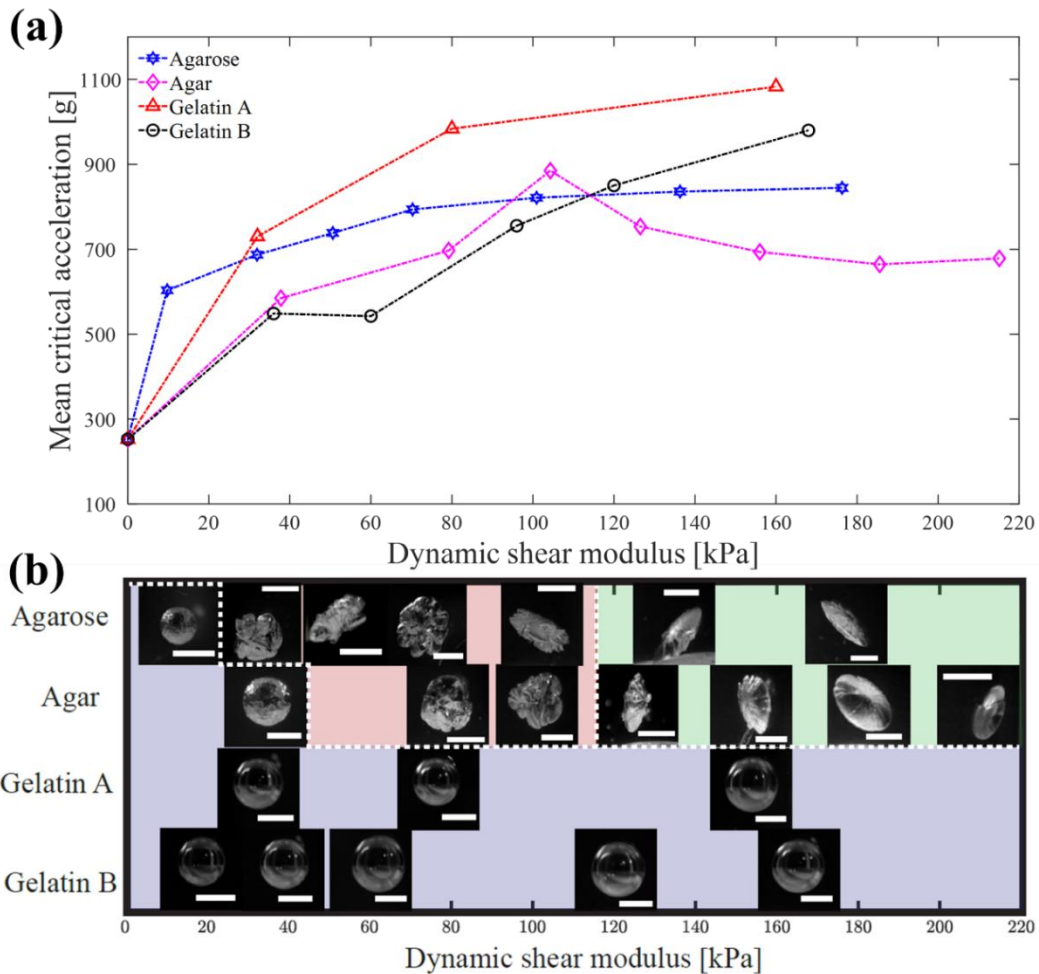 (a)
Mean critical acceleration [g]
1100
900
700
500
300
100
Agarose
Agar
Gelatin A
Gelatin B
0 20 40 60 80 100 120 140 160 180 200 220
Dynamic shear modulus [kPa]
(b)
Agarose
Agar
Gelatin A
Gelatin B
0 20 40 60 80 100 120 140 160 180 200 220
Dynamic shear modulus [kPa]